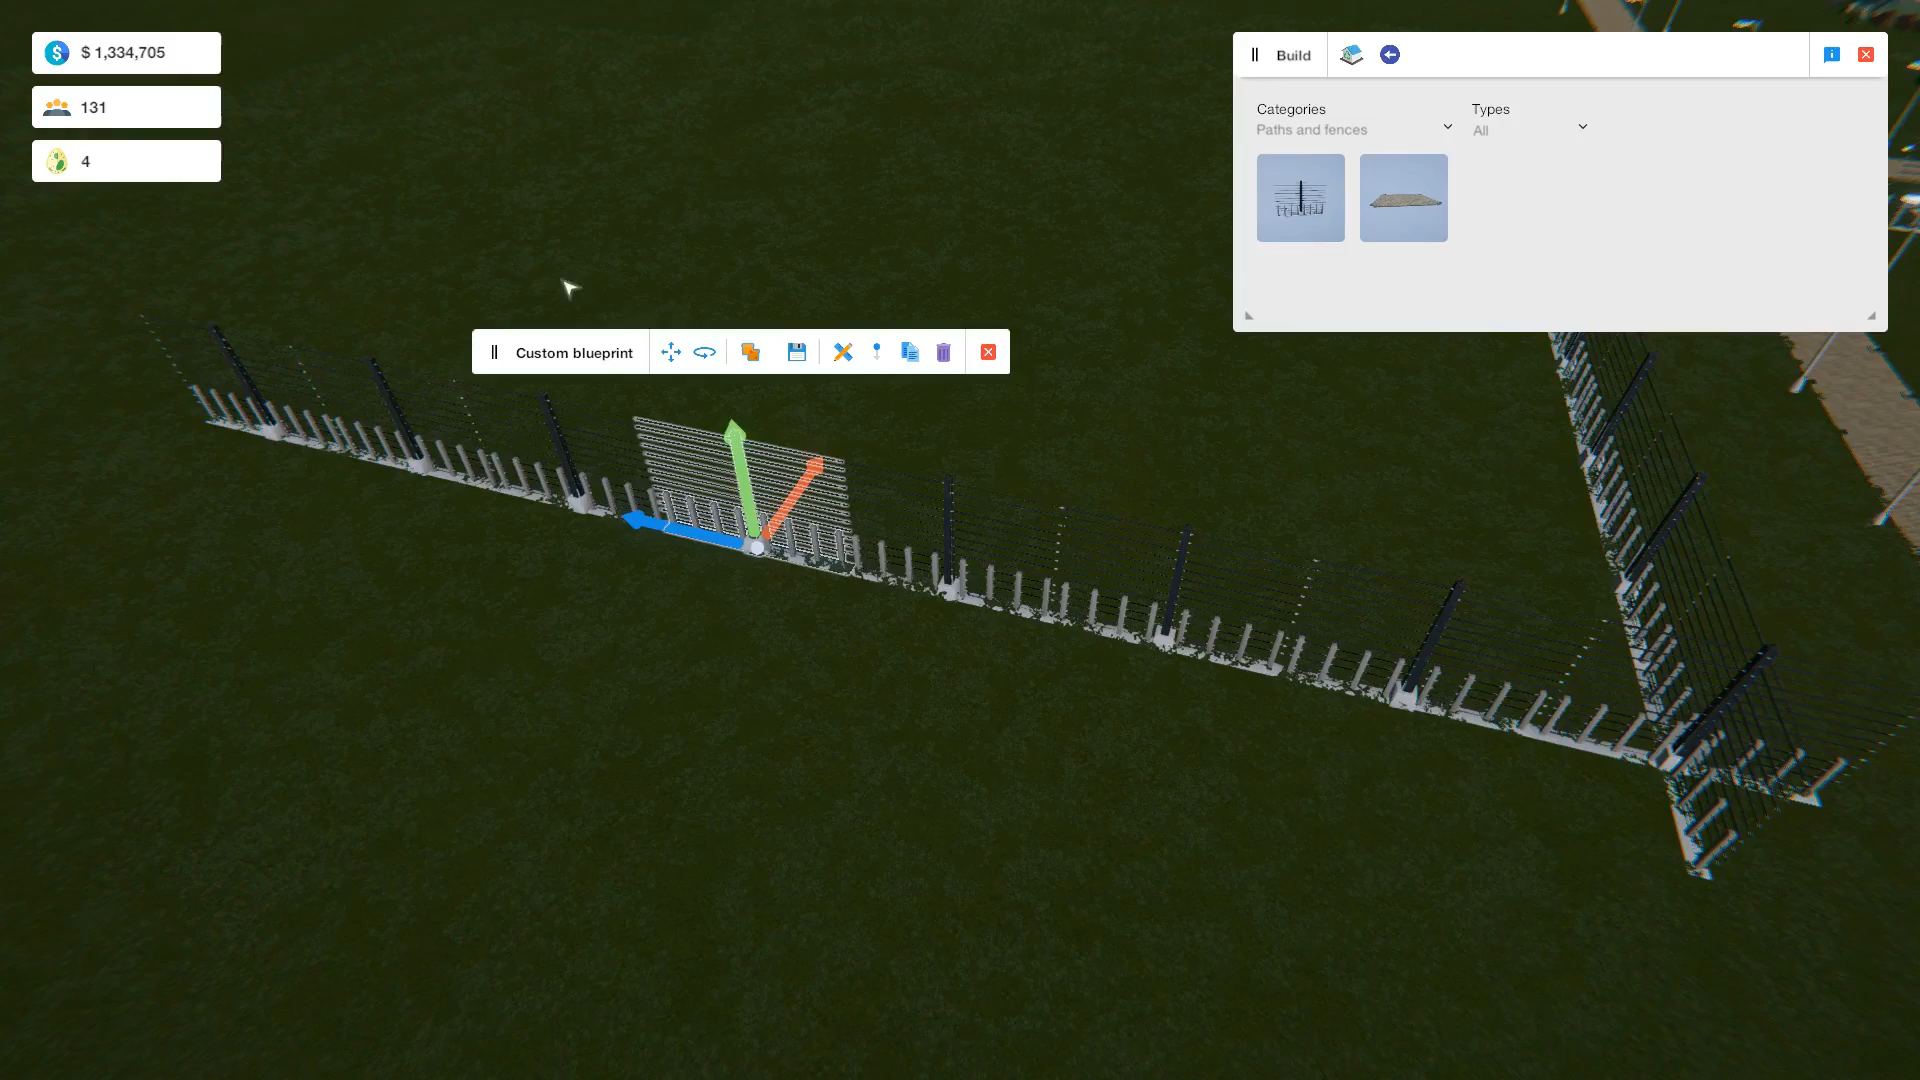 $ 1,334,705
131
4
Build
Categories
Types
Paths and fences
All
Custom blueprint